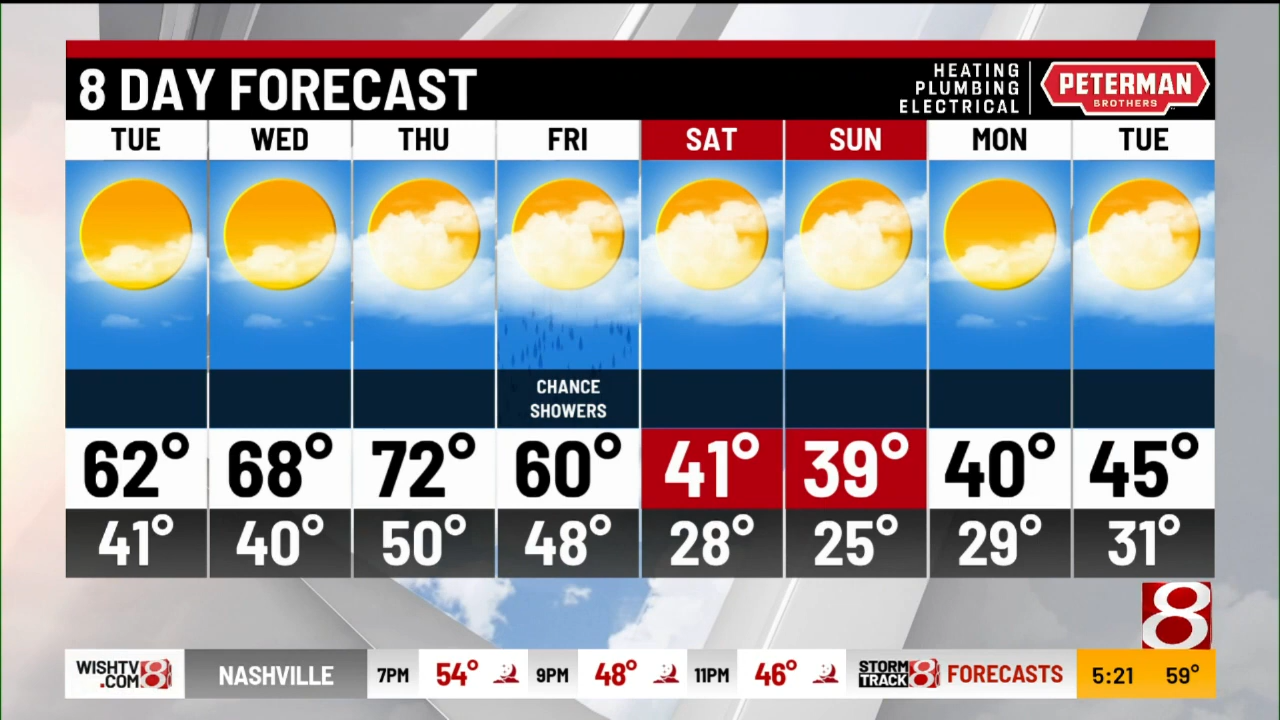 8 DAY FORECAST
HEATING
PLUMBING
ELECTRICAL
PETERMAN
BROTHERS
TUE WED THU FRI SAT SUN MON TUE
CHANCE
SHOWERS
62° 68° 72° 60° 41° 39° 40° 45°
41° 40° 50° 48° 28° 25° 29° 31°
8
WISHTV
.COM 8
NASHVILLE
7PM 54° 9PM 48° 11PM 46°
STORM
TRACK 8
FORECASTS
5:21 59°